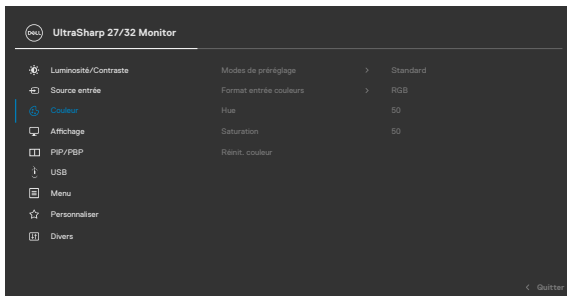 DELL UltraSharp 27/32 Monitor
Luminosité/Contraste Modes de préréglage > Standard
Source entrée Format entrée couleurs > RGB
Couleur Hue 50
Affichage Saturation 50
PIP/PBP Réinit. couleur
USB
Menu
Personnaliser
Divers
< Quitter